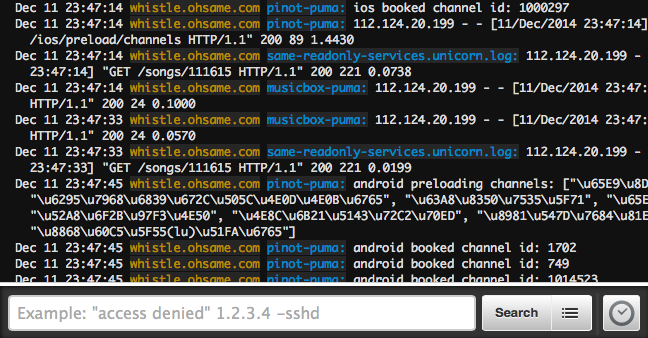 Dec 11 23:47:14 whistle.ohsame.com pinot-puma: ios booked channel id: 1000297
Dec 11 23:47:14 whistle.ohsame.com pinot-puma: 112.124.20.199 - - [11/Dec/2014 23:47:14]
/ios/preload/channels HTTP/1.1" 200 89 1.4430
Dec 11 23:47:14 whistle.ohsame.com same-readonly-services.unicorn.log: 112.124.20.199 -
23:47:14] "GET /songs/111615 HTTP/1.1" 200 221 0.0738
Dec 11 23:47:14 whistle.ohsame.com musicbox-puma: 112.124.20.199 - - [11/Dec/2014 23:47:
HTTP/1.1" 200 24 0.1000
Dec 11 23:47:33 whistle.ohsame.com musicbox-puma: 112.124.20.199 - - [11/Dec/2014 23:47:
HTTP/1.1" 200 24 0.0570
Dec 11 23:47:33 whistle.ohsame.com same-readonly-services.unicorn.log: 112.124.20.199 -
23:47:33] "GET /songs/111615 HTTP/1.1" 200 221 0.0199
Dec 11 23:47:45 whistle.ohsame.com pinot-puma: android preloading channels: ["\u65E9\u8D
"\u6295\u7968\u6839\u672C\u505C\u4E0D\u4E0B\u6765", "\u63A8\u8350\u7535\u5F71", "\u65E
"\u52A8\u6F2B\u97F3\u4E50", "\u4E8C\u6B21\u5143\u72C2\u70ED", "\u8981\u547D\u7684\u81E
"\u8868\u60C5\u5F55(lu)\u51FA\u6765"]
Dec 11 23:47:45 whistle.ohsame.com pinot-puma: android booked channel id: 1702
Dec 11 23:47:45 whistle.ohsame.com pinot-puma: android booked channel id: 749
Dec 11 23:47:45 whistle.ohsame.com pinot-puma: android booked channel id: 1014523
Example: "access denied" 1.2.3.4 -sshd
Search